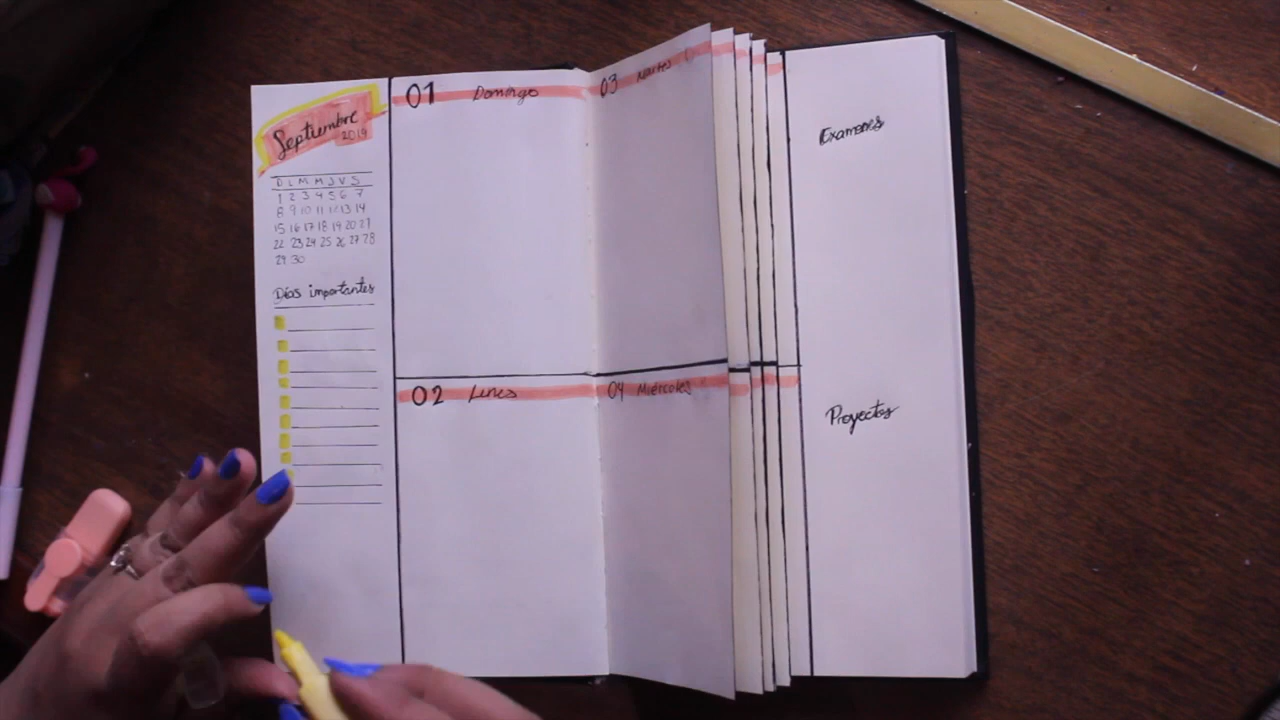 Septiembre
2019
D L M M J V S
1 2 3 4 5 6 7
8 9 10 11 12 13 14
15 16 17 18 19 20 21
22 23 24 25 26 27 28
29 30
Días importantes
01 Domingo
02 Lunes
03 Martes
04 Miércoles
Examenes
Proyectos